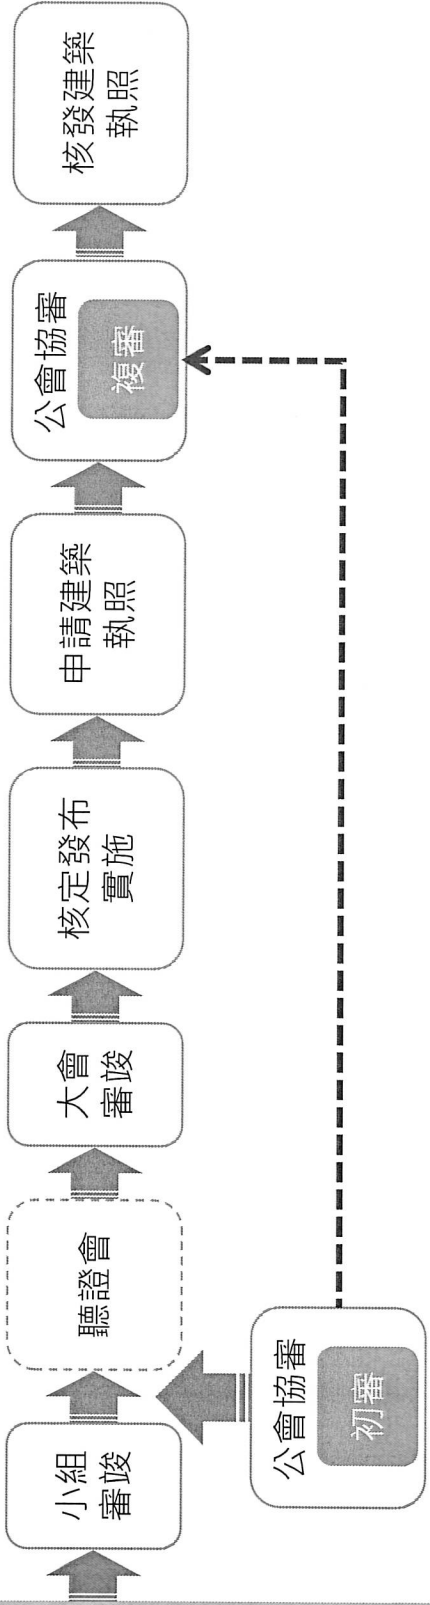 小組
審竣
聽證會
大會
審竣
核定發布
實施
申請建築
執照
公會協審
複審
核發建築
執照
公會協審
初審